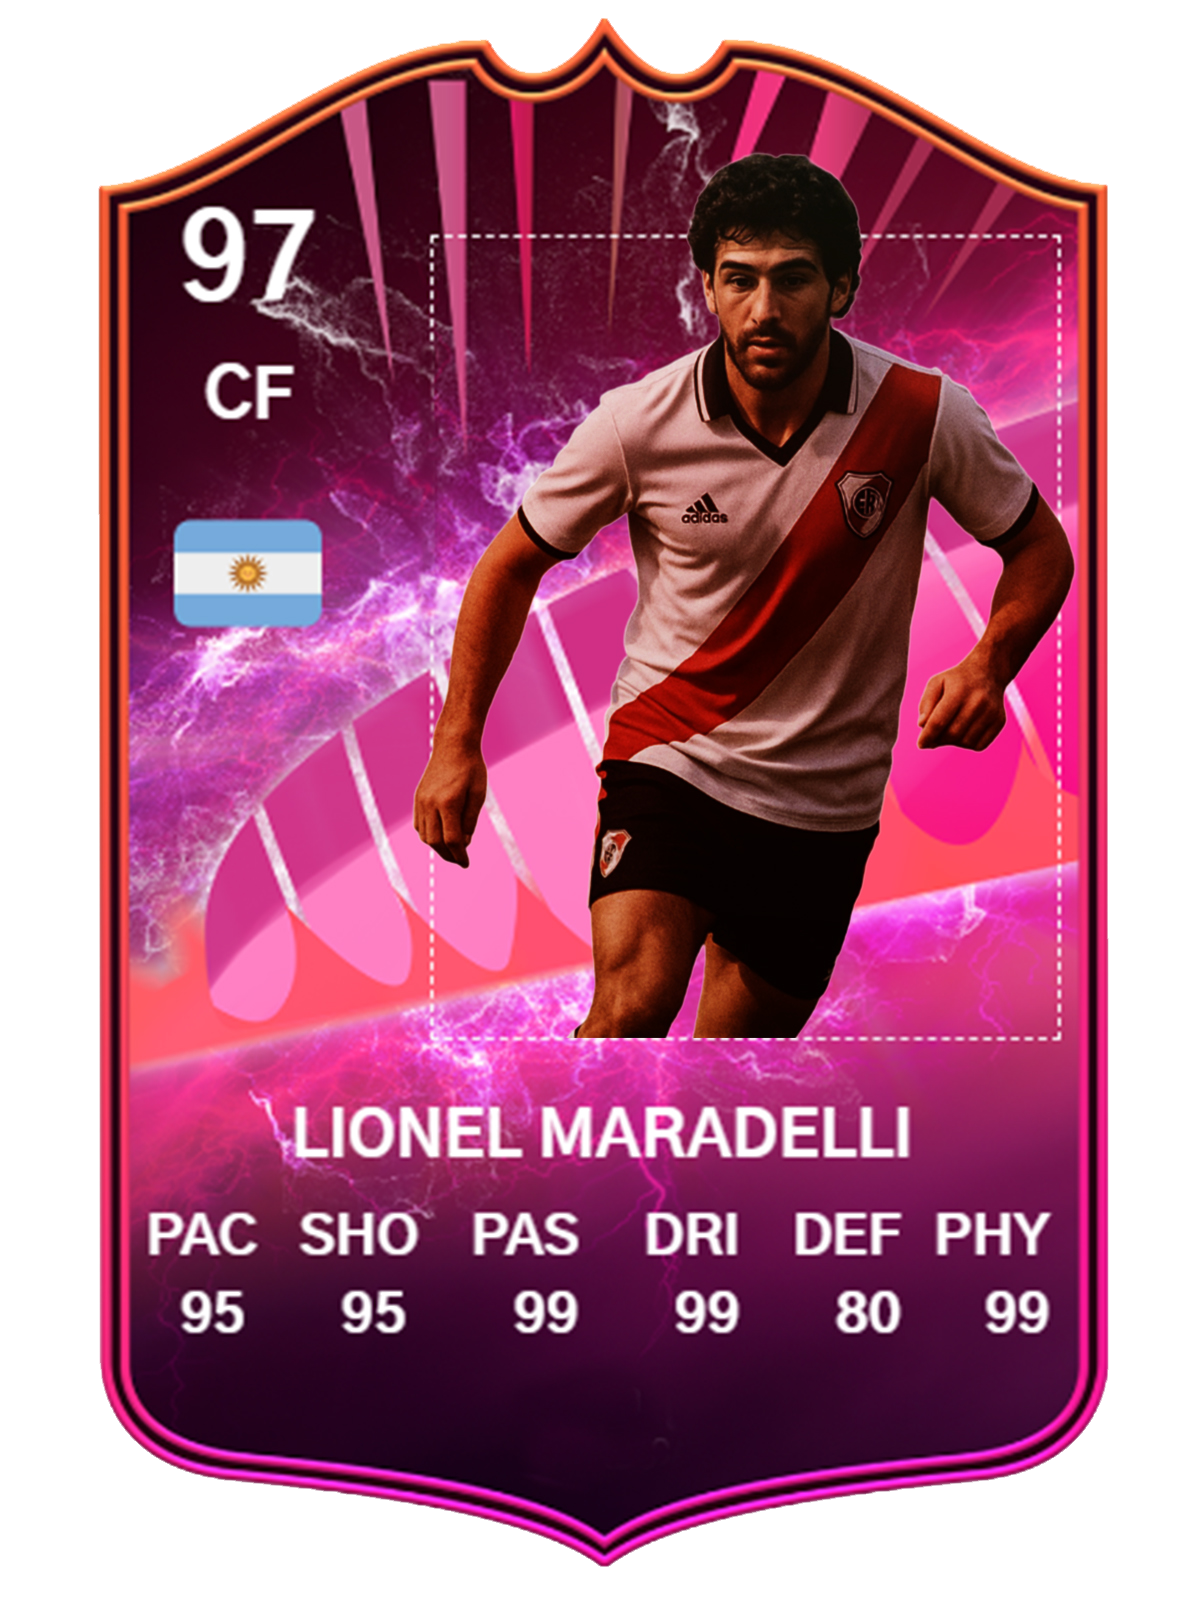 97
CF
adidas
LIONEL MARADELLI
PAC SHO PAS DRI DEF PHY
95 95 99 99 80 99